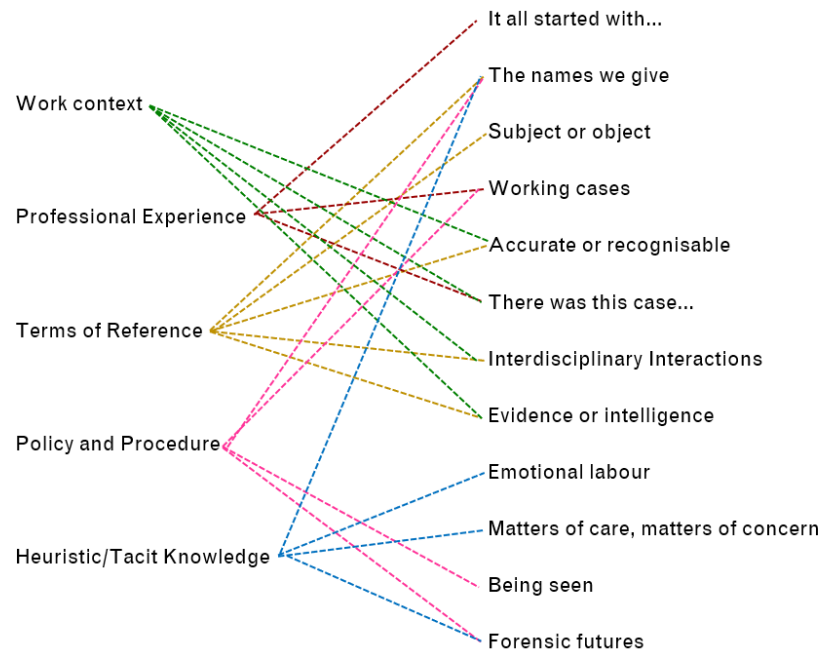 Work context
Professional Experience
Terms of Reference
Policy and Procedure
Heuristic/Tacit Knowledge
It all started with...
The names we give
Subject or object
Working cases
Accurate or recognisable
There was this case...
Interdisciplinary Interactions
Evidence or intelligence
Emotional labour
Matters of care, matters of concern
Being seen
Forensic futures